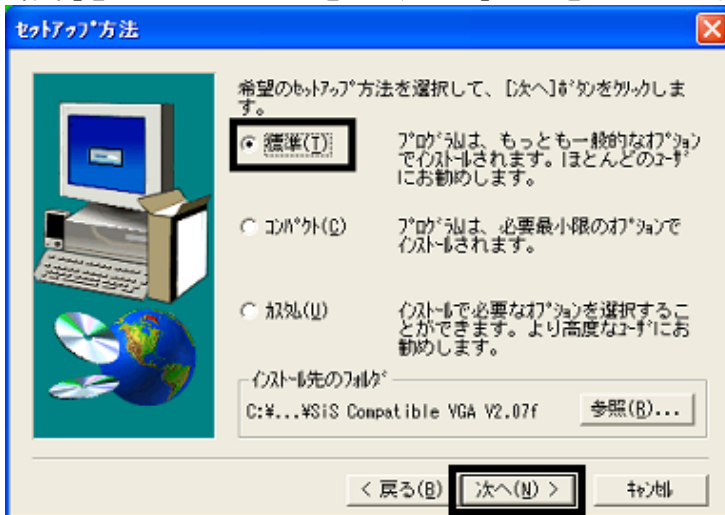 セットアップ方法
希望のセットアップ方法を選択して、[次へ]ボタンをクリックしま
す。
標準(T)
プログラムは、もっとも一般的なオプション
でインストールされます。ほとんどのユーザ
にお勧めします。
コンパクト(C)
プログラムは、必要最小限のオプションで
インストールされます。
カスタム(U)
インストールで必要なオプションを選択するこ
とができます。より高度なユーザにお
勧めします。
インストール先のフォルダ
C:¥...¥SiS Compatible VGA V2.07f
参照(R)...
< 戻る(B)
次へ(N) >
キャンセル